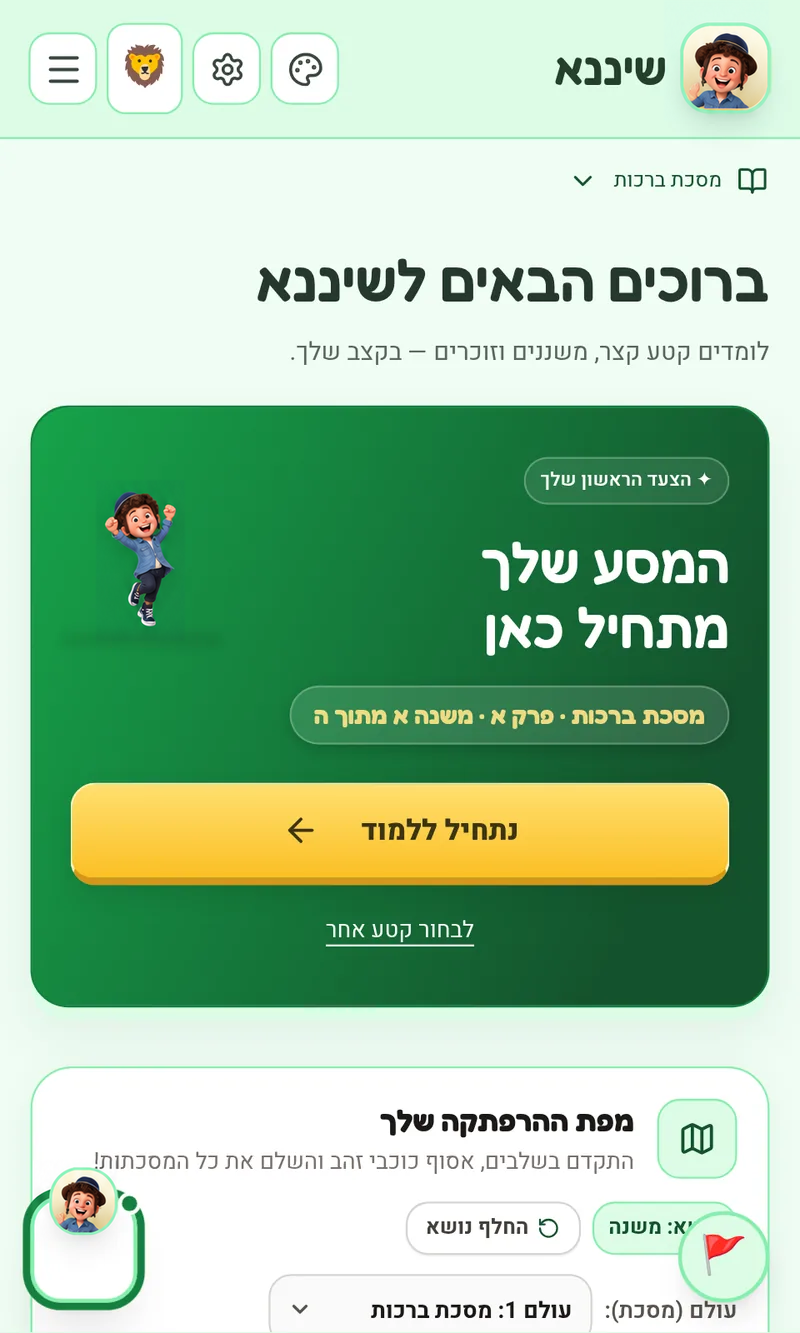 שיננא
מסכת ברכות
ברוכים הבאים לשיננא
לומדים קטע קצר, משננים וזוכרים — בקצב שלך.
✦ הצעד הראשון שלך
המסע שלך
מתחיל כאן
מסכת ברכות · פרק א · משנה א מתוך ה
נתחיל ללמוד
לבחור קטע אחר
מפת ההרפתקה שלך
התקדם בשלבים, אסוף כוכבי זהב והשלם את כל המסכתות!
משנה
החלף נושא
עולם (מסכת):
עולם 1: מסכת ברכות